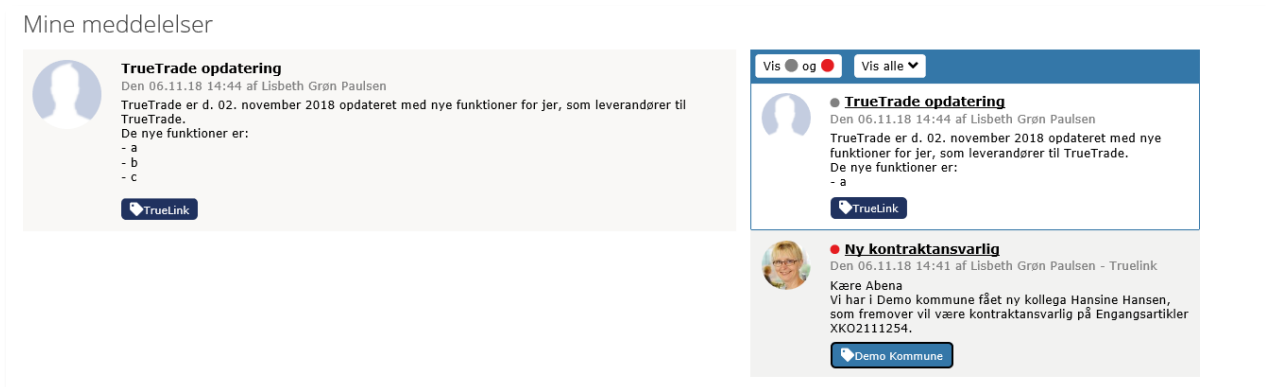 Mine meddelelser
TrueTrade opdatering
Den 06.11.18 14:44 af Lisbeth Grøn Paulsen
TrueTrade er d. 02. november 2018 opdateret med nye funktioner for jer, som leverandører til
TrueTrade.
De nye funktioner er:
- a
- b
- c
TrueLink
Vis og Vis alle
TrueTrade opdatering
Den 06.11.18 14:44 af Lisbeth Grøn Paulsen
TrueTrade er d. 02. november 2018 opdateret med nye
funktioner for jer, som leverandører til TrueTrade.
De nye funktioner er:
- a
TrueLink
Ny kontraktansvarlig
Den 06.11.18 14:41 af Lisbeth Grøn Paulsen - Truelink
Kære Abena
Vi har i Demo kommune fået ny kollega Hansine Hansen,
som fremover vil være kontraktansvarlig på Engangsartikler
XKO2111254.
Demo Kommune